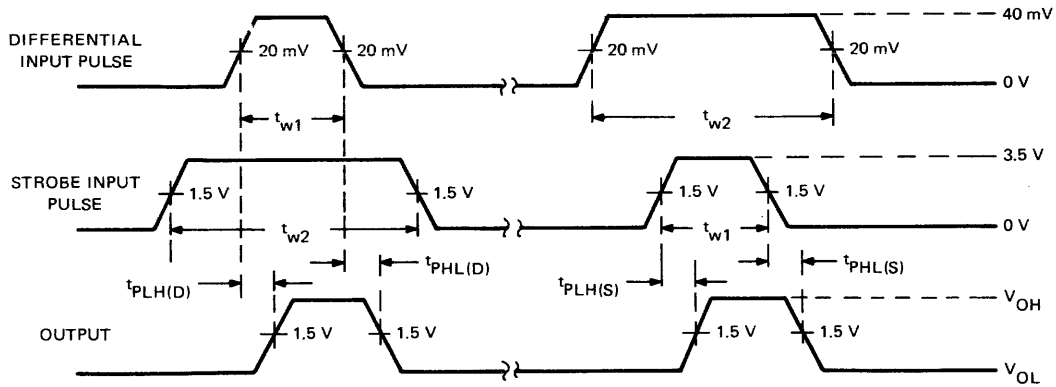 40 mV
DIFFERENTIAL
INPUT PULSE
20 mV
20 mV
20 mV
20 mV
0 V
tw1
tw2
3.5 V
STROBE INPUT
PULSE
1.5 V
1.5 V
1.5 V
1.5 V
0 V
tw2
tw1
tPLH(D)
tPHL(D)
tPLH(S)
tPHL(S)
VOH
OUTPUT
1.5 V
1.5 V
1.5 V
1.5 V
VOL